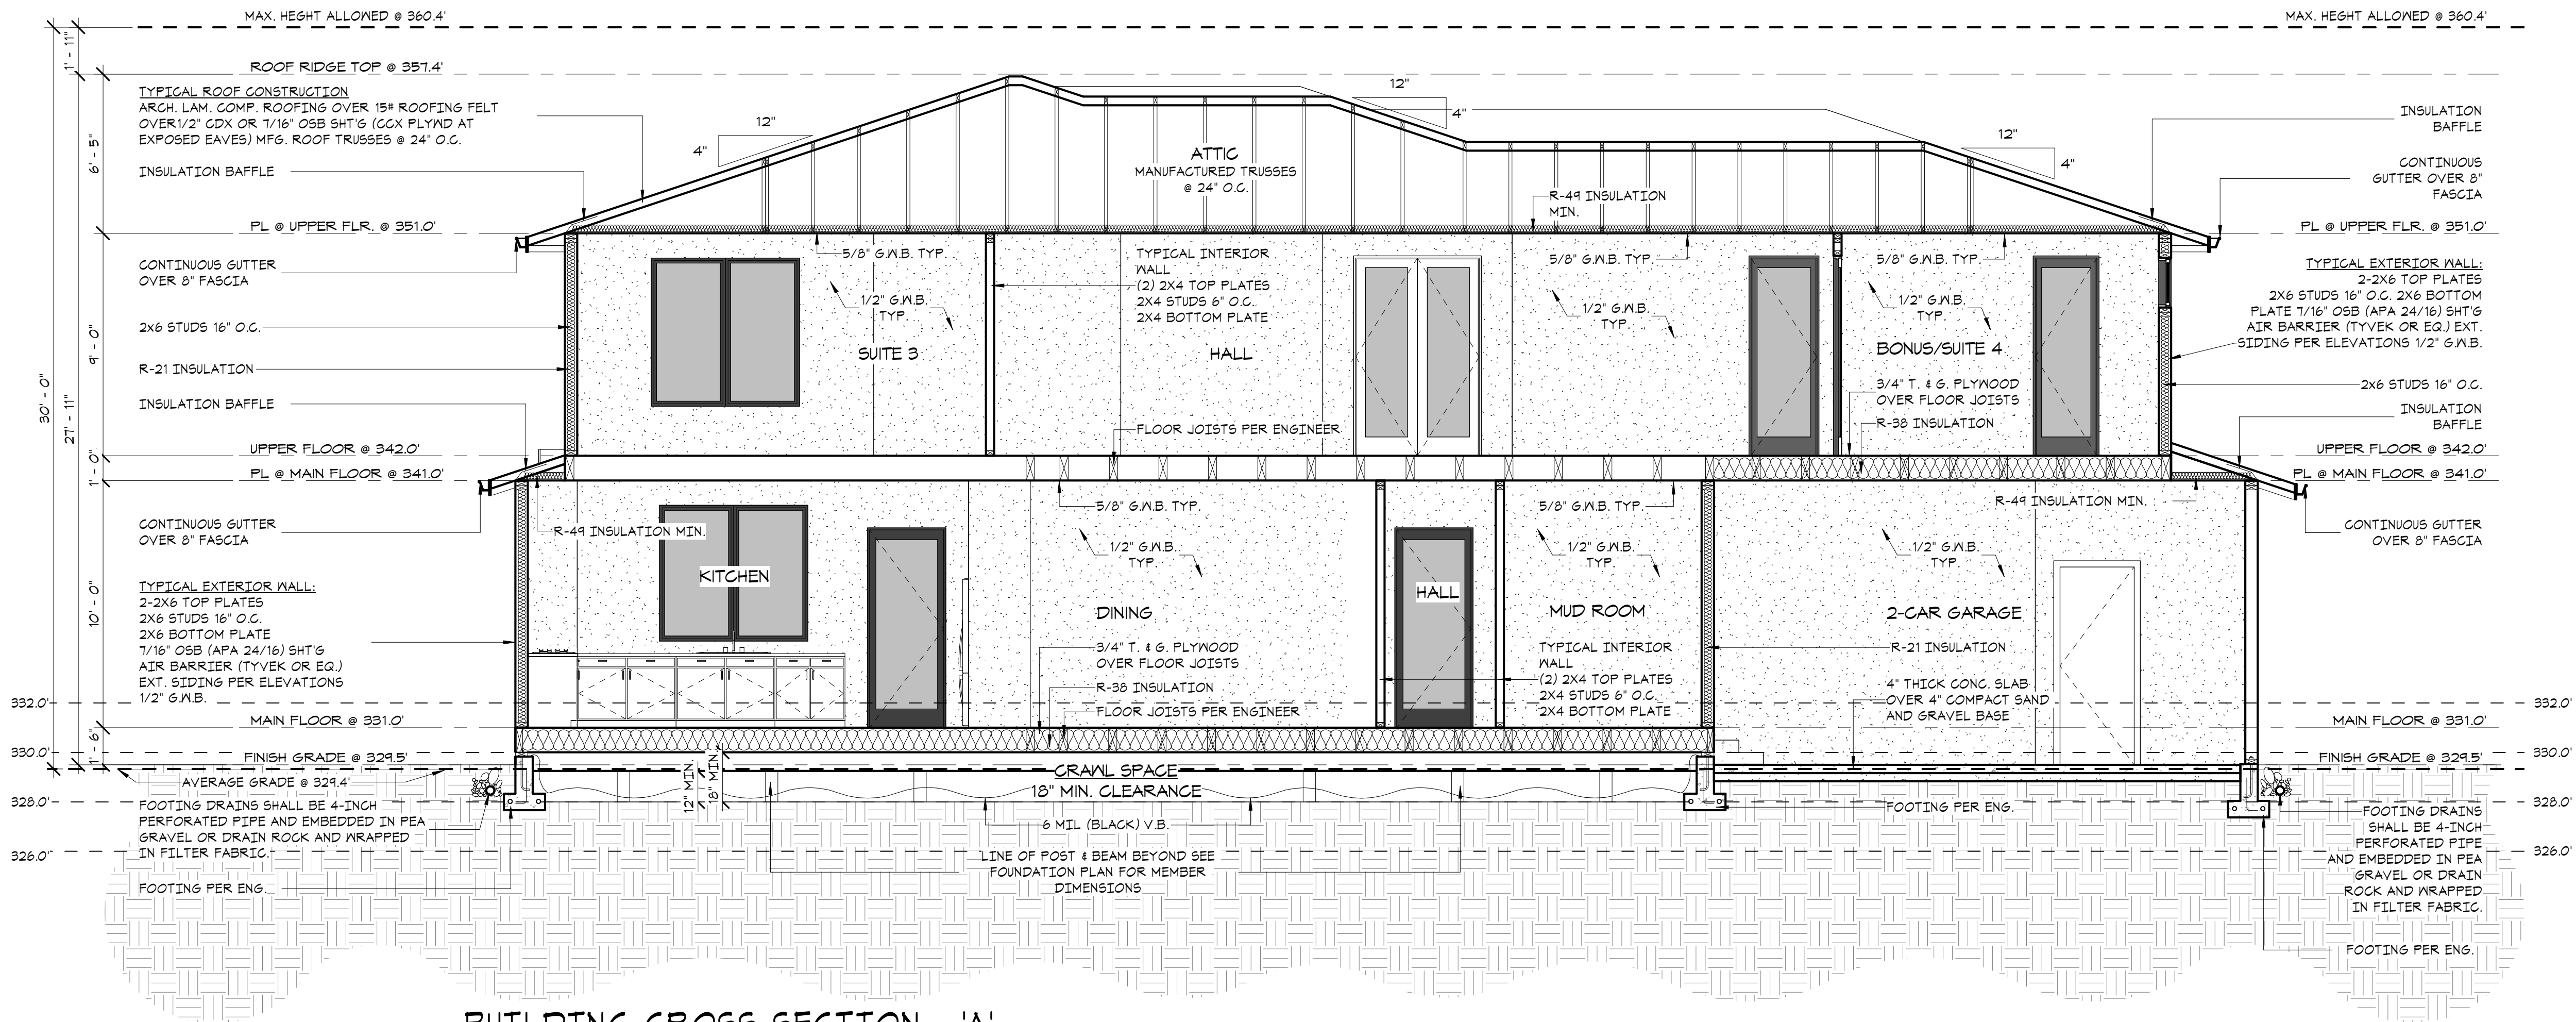 MAX. HEGHT ALLOWED @ 360.4'
MAX. HEGHT ALLOWED @ 360.4'
1' - 11"
ROOF RIDGE TOP @ 357.4'
TYPICAL ROOF CONSTRUCTION
ARCH. LAM. COMP. ROOFING OVER 15# ROOFING FELT
OVER1/2" CDX OR 7/16" OSB SHT'G (CCX PLYWD AT
EXPOSED EAVES) MFG. ROOF TRUSSES @ 24" O.C.
INSULATION BAFFLE
6' - 5"
12"
4"
12"
4"
12"
4"
ATTIC
MANUFACTURED TRUSSES
@ 24" O.C.
R-49 INSULATION
MIN.
INSULATION
BAFFLE
CONTINUOUS
GUTTER OVER 8"
FASCIA
PL @ UPPER FLR. @ 351.0'
PL @ UPPER FLR. @ 351.0'
CONTINUOUS GUTTER
OVER 8" FASCIA
2X6 STUDS 16" O.C.
R-21 INSULATION
INSULATION BAFFLE
9' - 0"
30' - 0"
27' - 11"
5/8" G.W.B. TYP.
1/2" G.W.B.
TYP.
SUITE 3
TYPICAL INTERIOR
WALL
(2) 2X4 TOP PLATES
2X4 STUDS 6" O.C.
2X4 BOTTOM PLATE
HALL
5/8" G.W.B. TYP.
1/2" G.W.B.
TYP.
5/8" G.W.B. TYP.
1/2" G.W.B.
TYP.
BONUS/SUITE 4
3/4" T. & G. PLYWOOD
OVER FLOOR JOISTS
R-38 INSULATION
FLOOR JOISTS PER ENGINEER
TYPICAL EXTERIOR WALL:
2-2X6 TOP PLATES
2X6 STUDS 16" O.C. 2X6 BOTTOM
PLATE 7/16" OSB (APA 24/16) SHT'G
AIR BARRIER (TYVEK OR EQ.) EXT.
SIDING PER ELEVATIONS 1/2" G.W.B.
2X6 STUDS 16" O.C.
INSULATION
BAFFLE
UPPER FLOOR @ 342.0'
UPPER FLOOR @ 342.0'
1' - 0"
PL @ MAIN FLOOR @ 341.0'
PL @ MAIN FLOOR @ 341.0'
CONTINUOUS GUTTER
OVER 8" FASCIA
R-49 INSULATION MIN.
5/8" G.W.B. TYP.
5/8" G.W.B. TYP.
R-49 INSULATION MIN.
CONTINUOUS GUTTER
OVER 8" FASCIA
1/2" G.W.B.
TYP.
1/2" G.W.B.
TYP.
1/2" G.W.B.
TYP.
10' - 0"
TYPICAL EXTERIOR WALL:
2-2X6 TOP PLATES
2X6 STUDS 16" O.C.
2X6 BOTTOM PLATE
7/16" OSB (APA 24/16) SHT'G
AIR BARRIER (TYVEK OR EQ.)
EXT. SIDING PER ELEVATIONS
1/2" G.W.B.
KITCHEN
DINING
HALL
MUD ROOM
2-CAR GARAGE
3/4" T. & G. PLYWOOD
OVER FLOOR JOISTS
R-38 INSULATION
FLOOR JOISTS PER ENGINEER
TYPICAL INTERIOR
WALL
(2) 2X4 TOP PLATES
2X4 STUDS 6" O.C.
2X4 BOTTOM PLATE
R-21 INSULATION
4" THICK CONC. SLAB
OVER 4" COMPACT SAND
AND GRAVEL BASE
332.0'
332.0'
MAIN FLOOR @ 331.0'
MAIN FLOOR @ 331.0'
1' - 6"
330.0'
330.0'
FINISH GRADE @ 329.5'
FINISH GRADE @ 329.5'
AVERAGE GRADE @ 329.4'
12" MIN.
18" MIN.
CRAWL SPACE
18" MIN. CLEARANCE
328.0'
328.0'
FOOTING DRAINS SHALL BE 4-INCH
PERFORATED PIPE AND EMBEDDED IN PEA
GRAVEL OR DRAIN ROCK AND WRAPPED
IN FILTER FABRIC.
6 MIL (BLACK) V.B.
FOOTING PER ENG.
FOOTING DRAINS
SHALL BE 4-INCH
PERFORATED PIPE
AND EMBEDDED IN PEA
GRAVEL OR DRAIN
ROCK AND WRAPPED
IN FILTER FABRIC.
326.0'
326.0'
LINE OF POST & BEAM BEYOND SEE
FOUNDATION PLAN FOR MEMBER
DIMENSIONS
FOOTING PER ENG.
FOOTING PER ENG.
BUILDING CROSS SECTION - 'A'